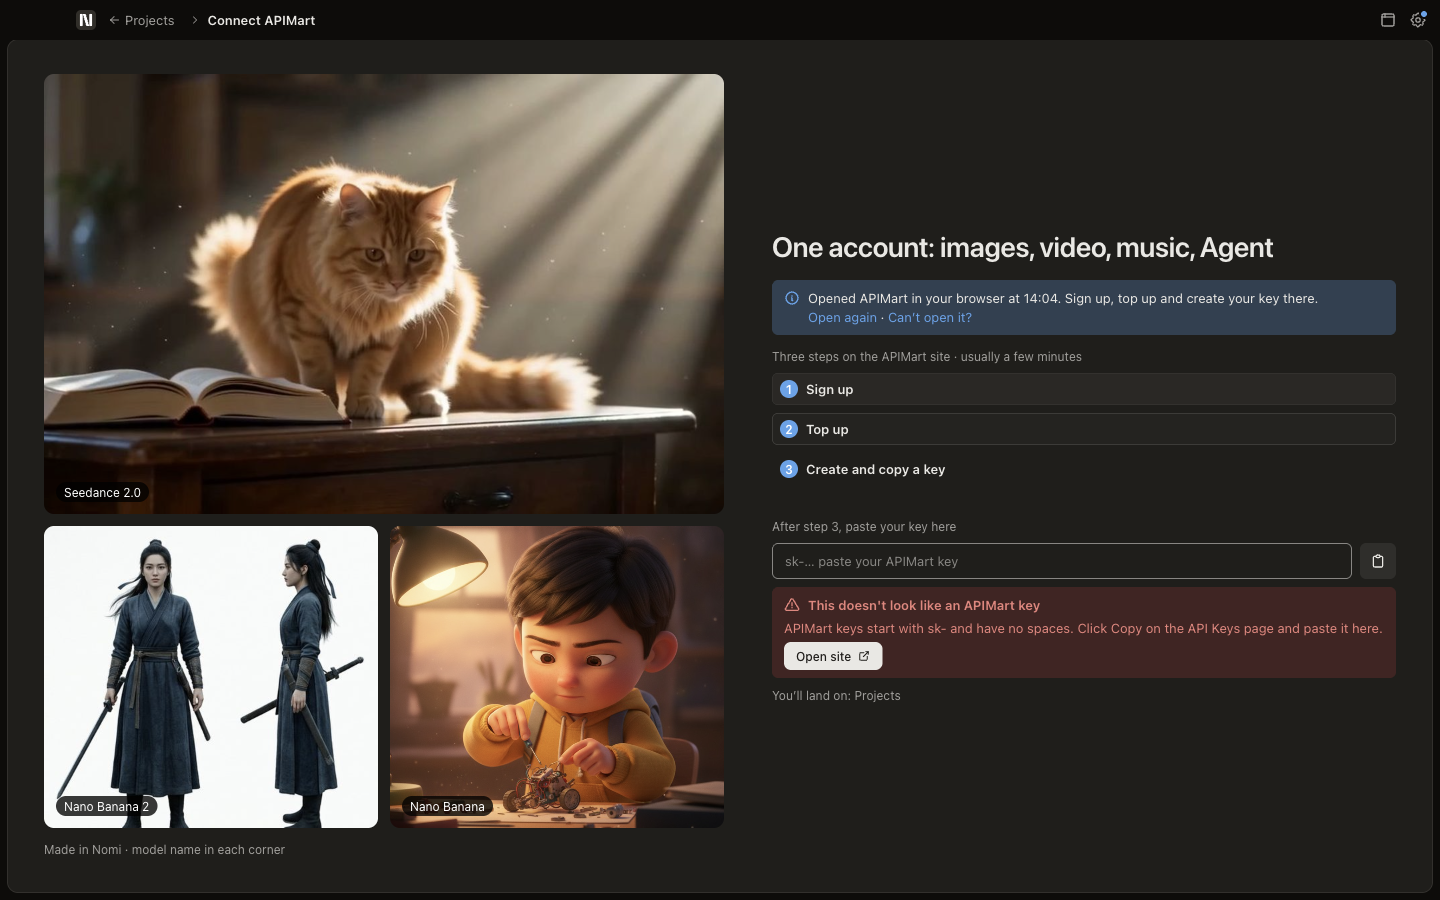 Projects
Connect APIMart
Seedance 2.0
Nano Banana 2
Nano Banana
Made in Nomi · model name in each corner
One account: images, video, music, Agent
Opened APIMart in your browser at 14:04. Sign up, top up and create your key there.
Open again · Can't open it?
Three steps on the APIMart site · usually a few minutes
1 Sign up
2 Top up
3 Create and copy a key
After step 3, paste your key here
sk-... paste your APIMart key
This doesn't look like an APIMart key
APIMart keys start with sk- and have no spaces. Click Copy on the API Keys page and paste it here.
Open site
You'll land on: Projects